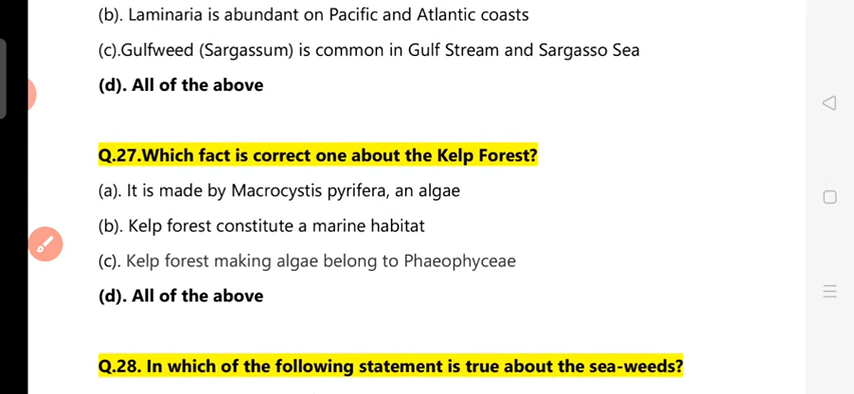 (b). Laminaria is abundant on Pacific and Atlantic coasts
(c).Gulfweed (Sargassum) is common in Gulf Stream and Sargasso Sea
(d). All of the above
Q.27.Which fact is correct one about the Kelp Forest?
(a). It is made by Macrocystis pyrifera, an algae
(b). Kelp forest constitute a marine habitat
(c). Kelp forest making algae belong to Phaeophyceae
(d). All of the above
Q.28. In which of the following statement is true about the sea-weeds?